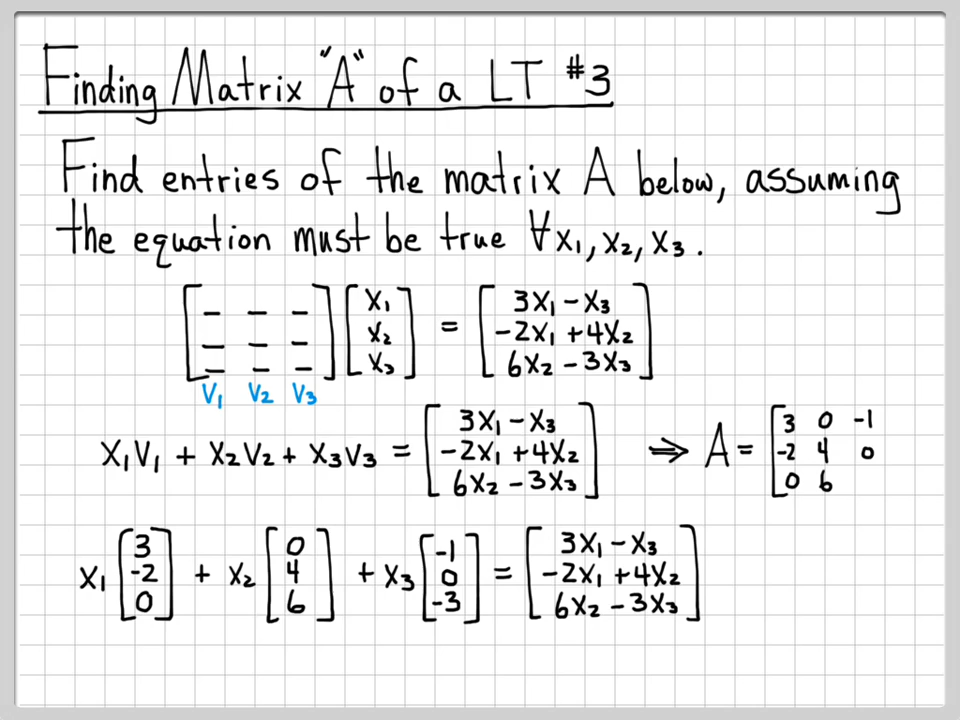 Finding Matrix "A" of a LT #3
Find entries of the matrix A below, assuming
the equation must be true ∀x₁, x₂, x₃.
[ _ _ _ ; _ _ _ ; _ _ _ ] [ x₁ ; x₂ ; x₃ ] = [ 3x₁ - x₃ ; -2x₁ + 4x₂ ; 6x₂ - 3x₃ ]
V₁ V₂ V₃
x₁V₁ + x₂V₂ + x₃V₃ = [ 3x₁ - x₃ ; -2x₁ + 4x₂ ; 6x₂ - 3x₃ ] ⇒ A = [ 3 0 -1 ; -2 4 0 ; 0 6
x₁ [ 3 ; -2 ; 0 ] + x₂ [ 0 ; 4 ; 6 ] + x₃ [ -1 ; 0 ; -3 ] = [ 3x₁ - x₃ ; -2x₁ + 4x₂ ; 6x₂ - 3x₃ ]